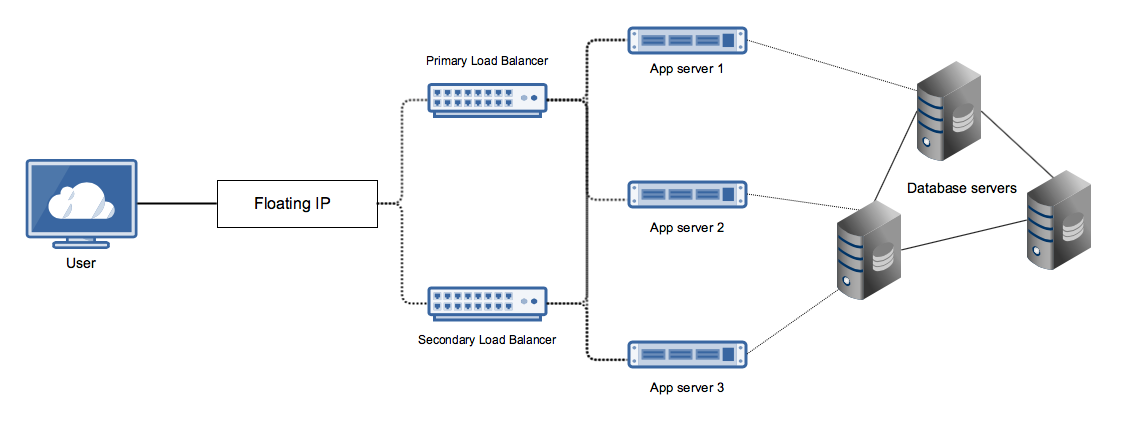 User
Floating IP
Primary Load Balancer
Secondary Load Balancer
App server 1
App server 2
App server 3
Database servers